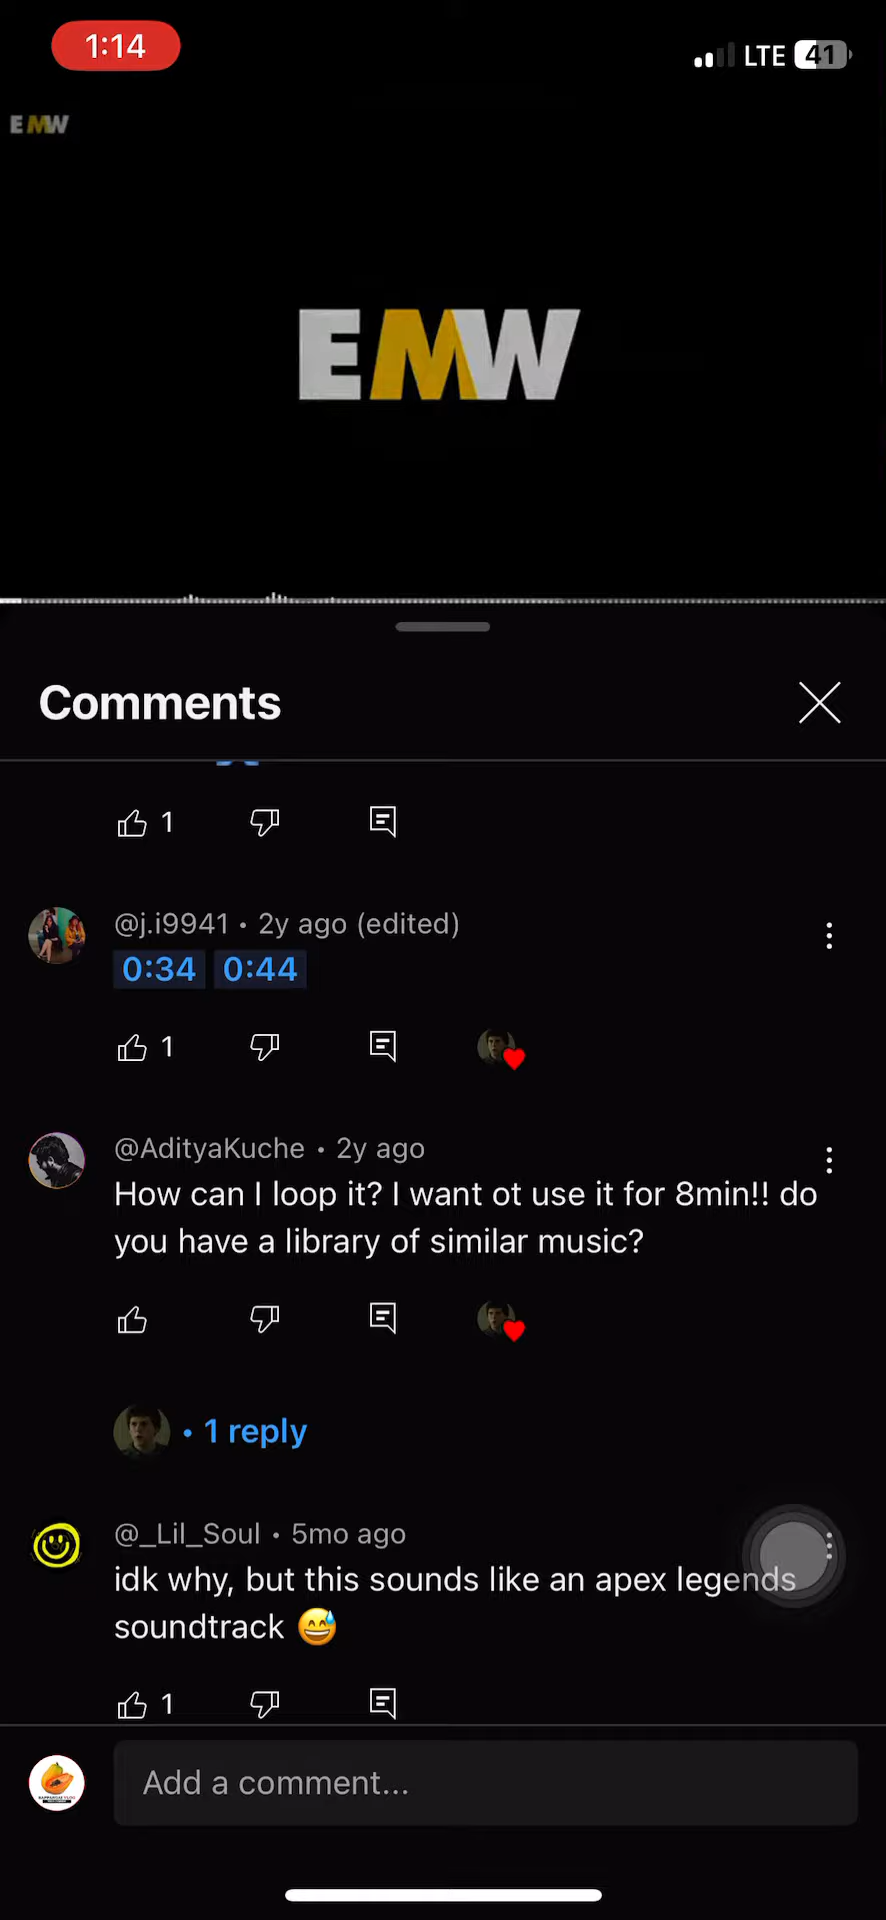 1:14
LTE 41
EMW
EMW
Comments
1
@j.i9941 • 2y ago (edited)
0:34 0:44
1
@AdityaKuche • 2y ago
How can I loop it? I want ot use it for 8min!! do
you have a library of similar music?
• 1 reply
@_Lil_Soul • 5mo ago
idk why, but this sounds like an apex legends
soundtrack 😅
1
Add a comment...